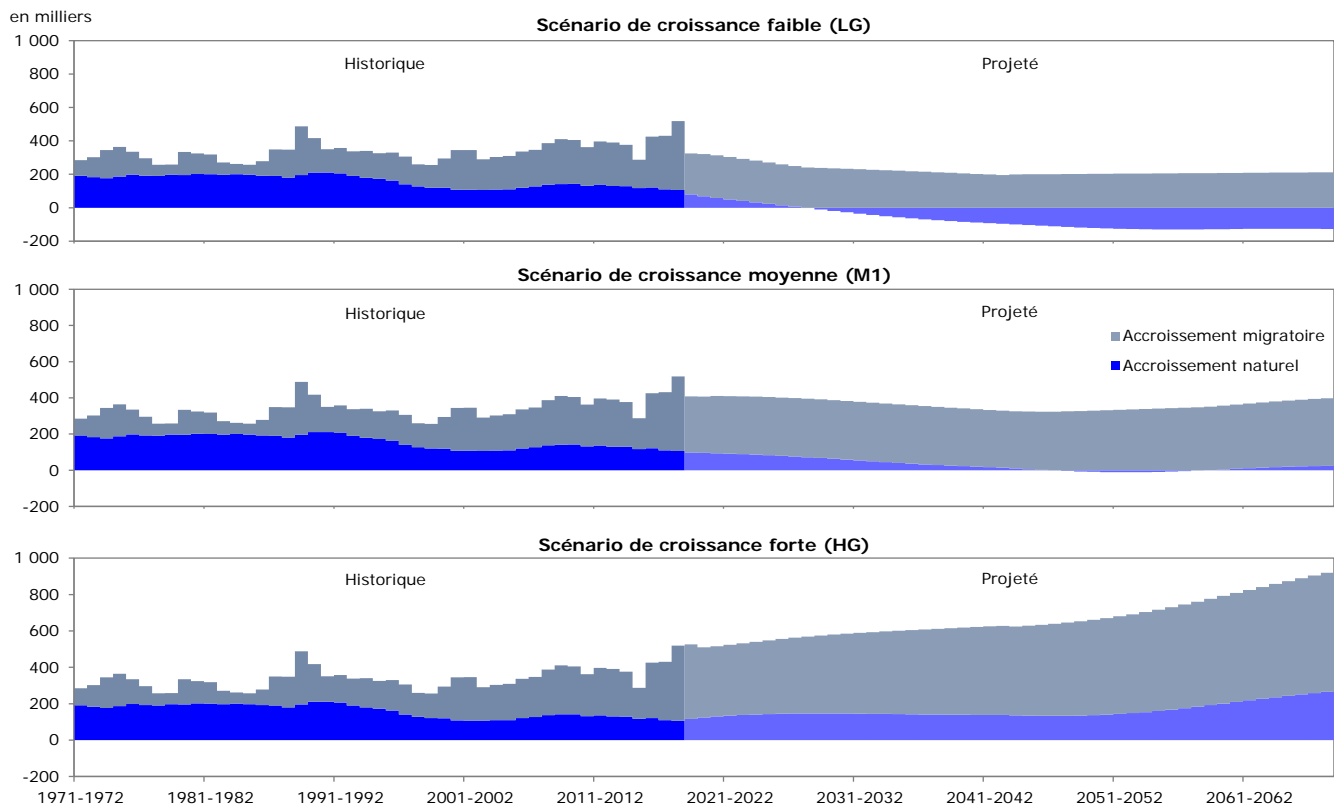 en milliers
Scénario de croissance faible (LG)
1 000
800
600
400
200
0
-200
Historique
Projeté
Scénario de croissance moyenne (M1)
1 000
800
600
400
200
0
-200
Historique
Projeté
Accroissement migratoire
Accroissement naturel
Scénario de croissance forte (HG)
1 000
800
600
400
200
0
-200
Historique
Projeté
1971-1972 1981-1982 1991-1992 2001-2002 2011-2012 2021-2022 2031-2032 2041-2042 2051-2052 2061-2062